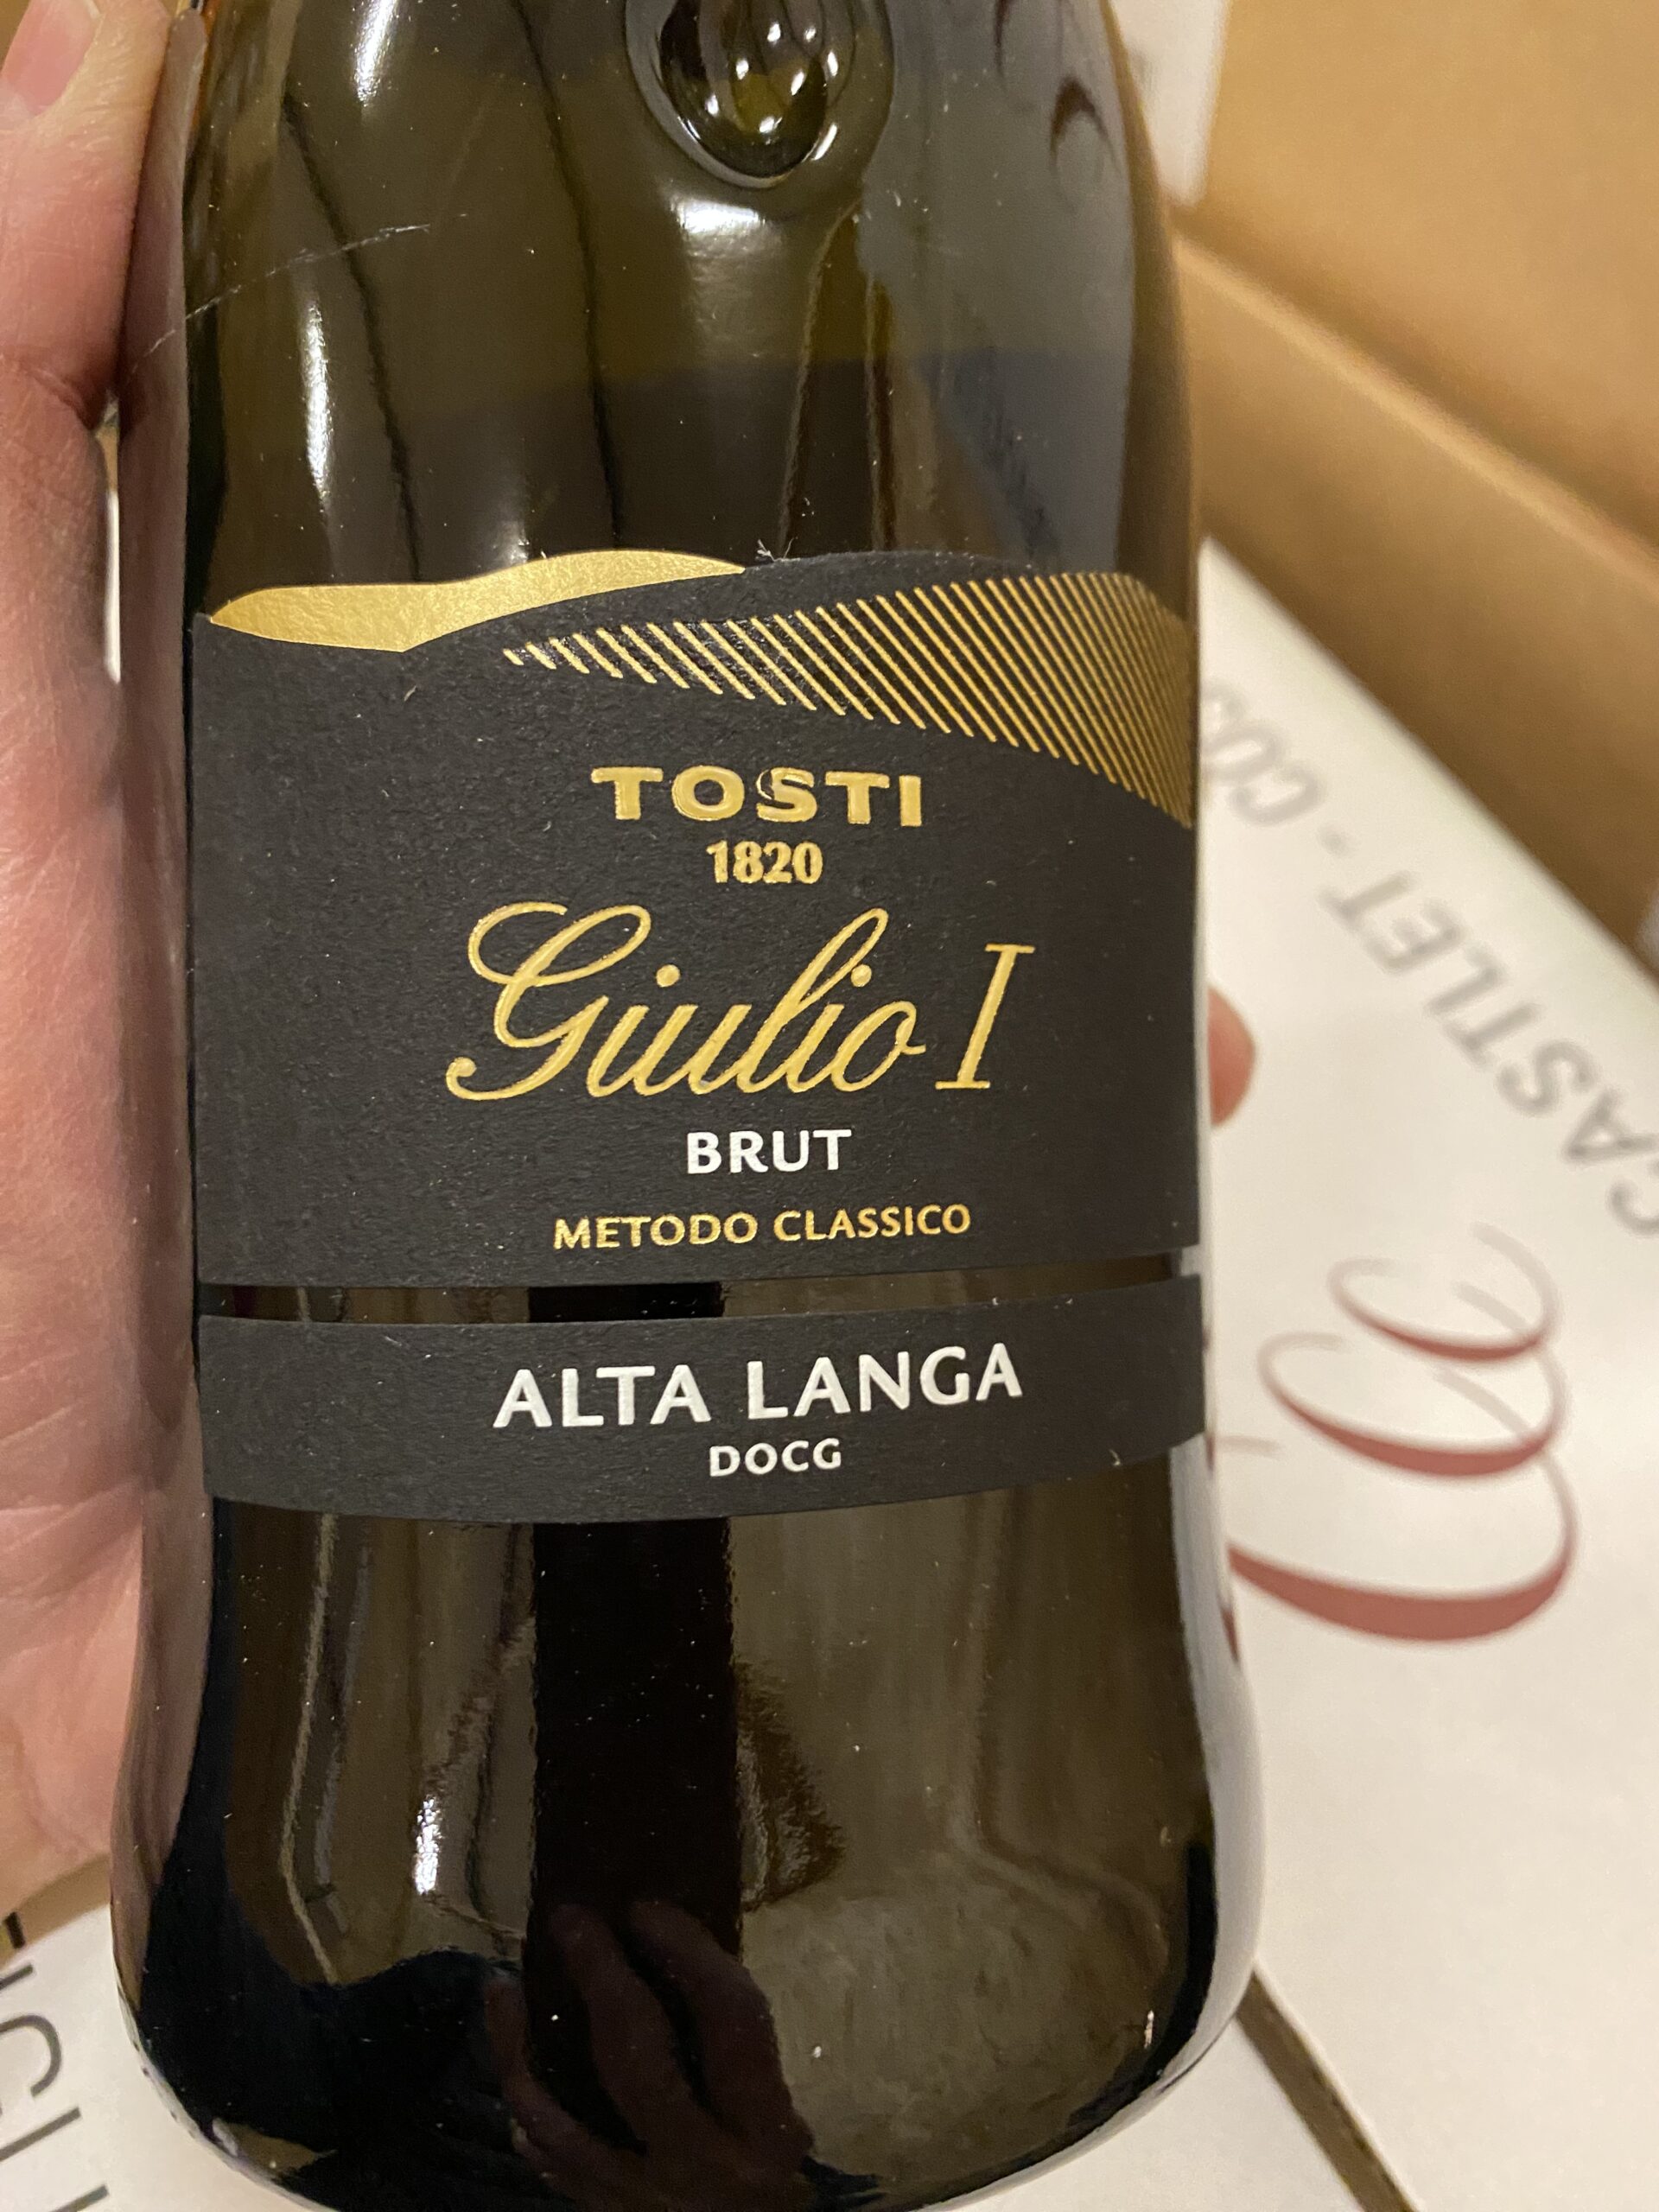 TOSTI
1820
Giulio I
BRUT
METODO CLASSICO
ALTA LANGA
DOCG
CASTLET -